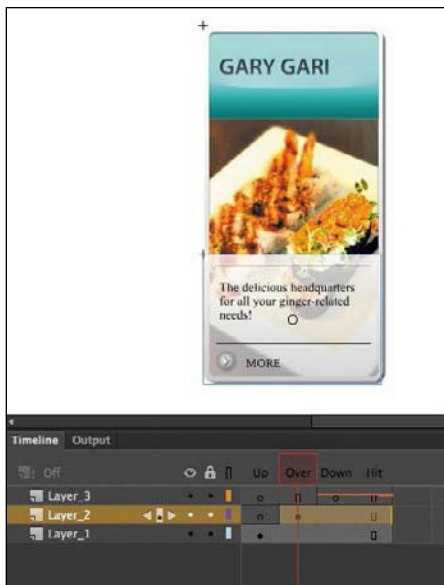 GARY GARI
The delicious headquarters
for all your ginger-related
needs!
MORE
Timeline Output
Off Up Over Down Hit
Layer_3
Layer_2
Layer_1